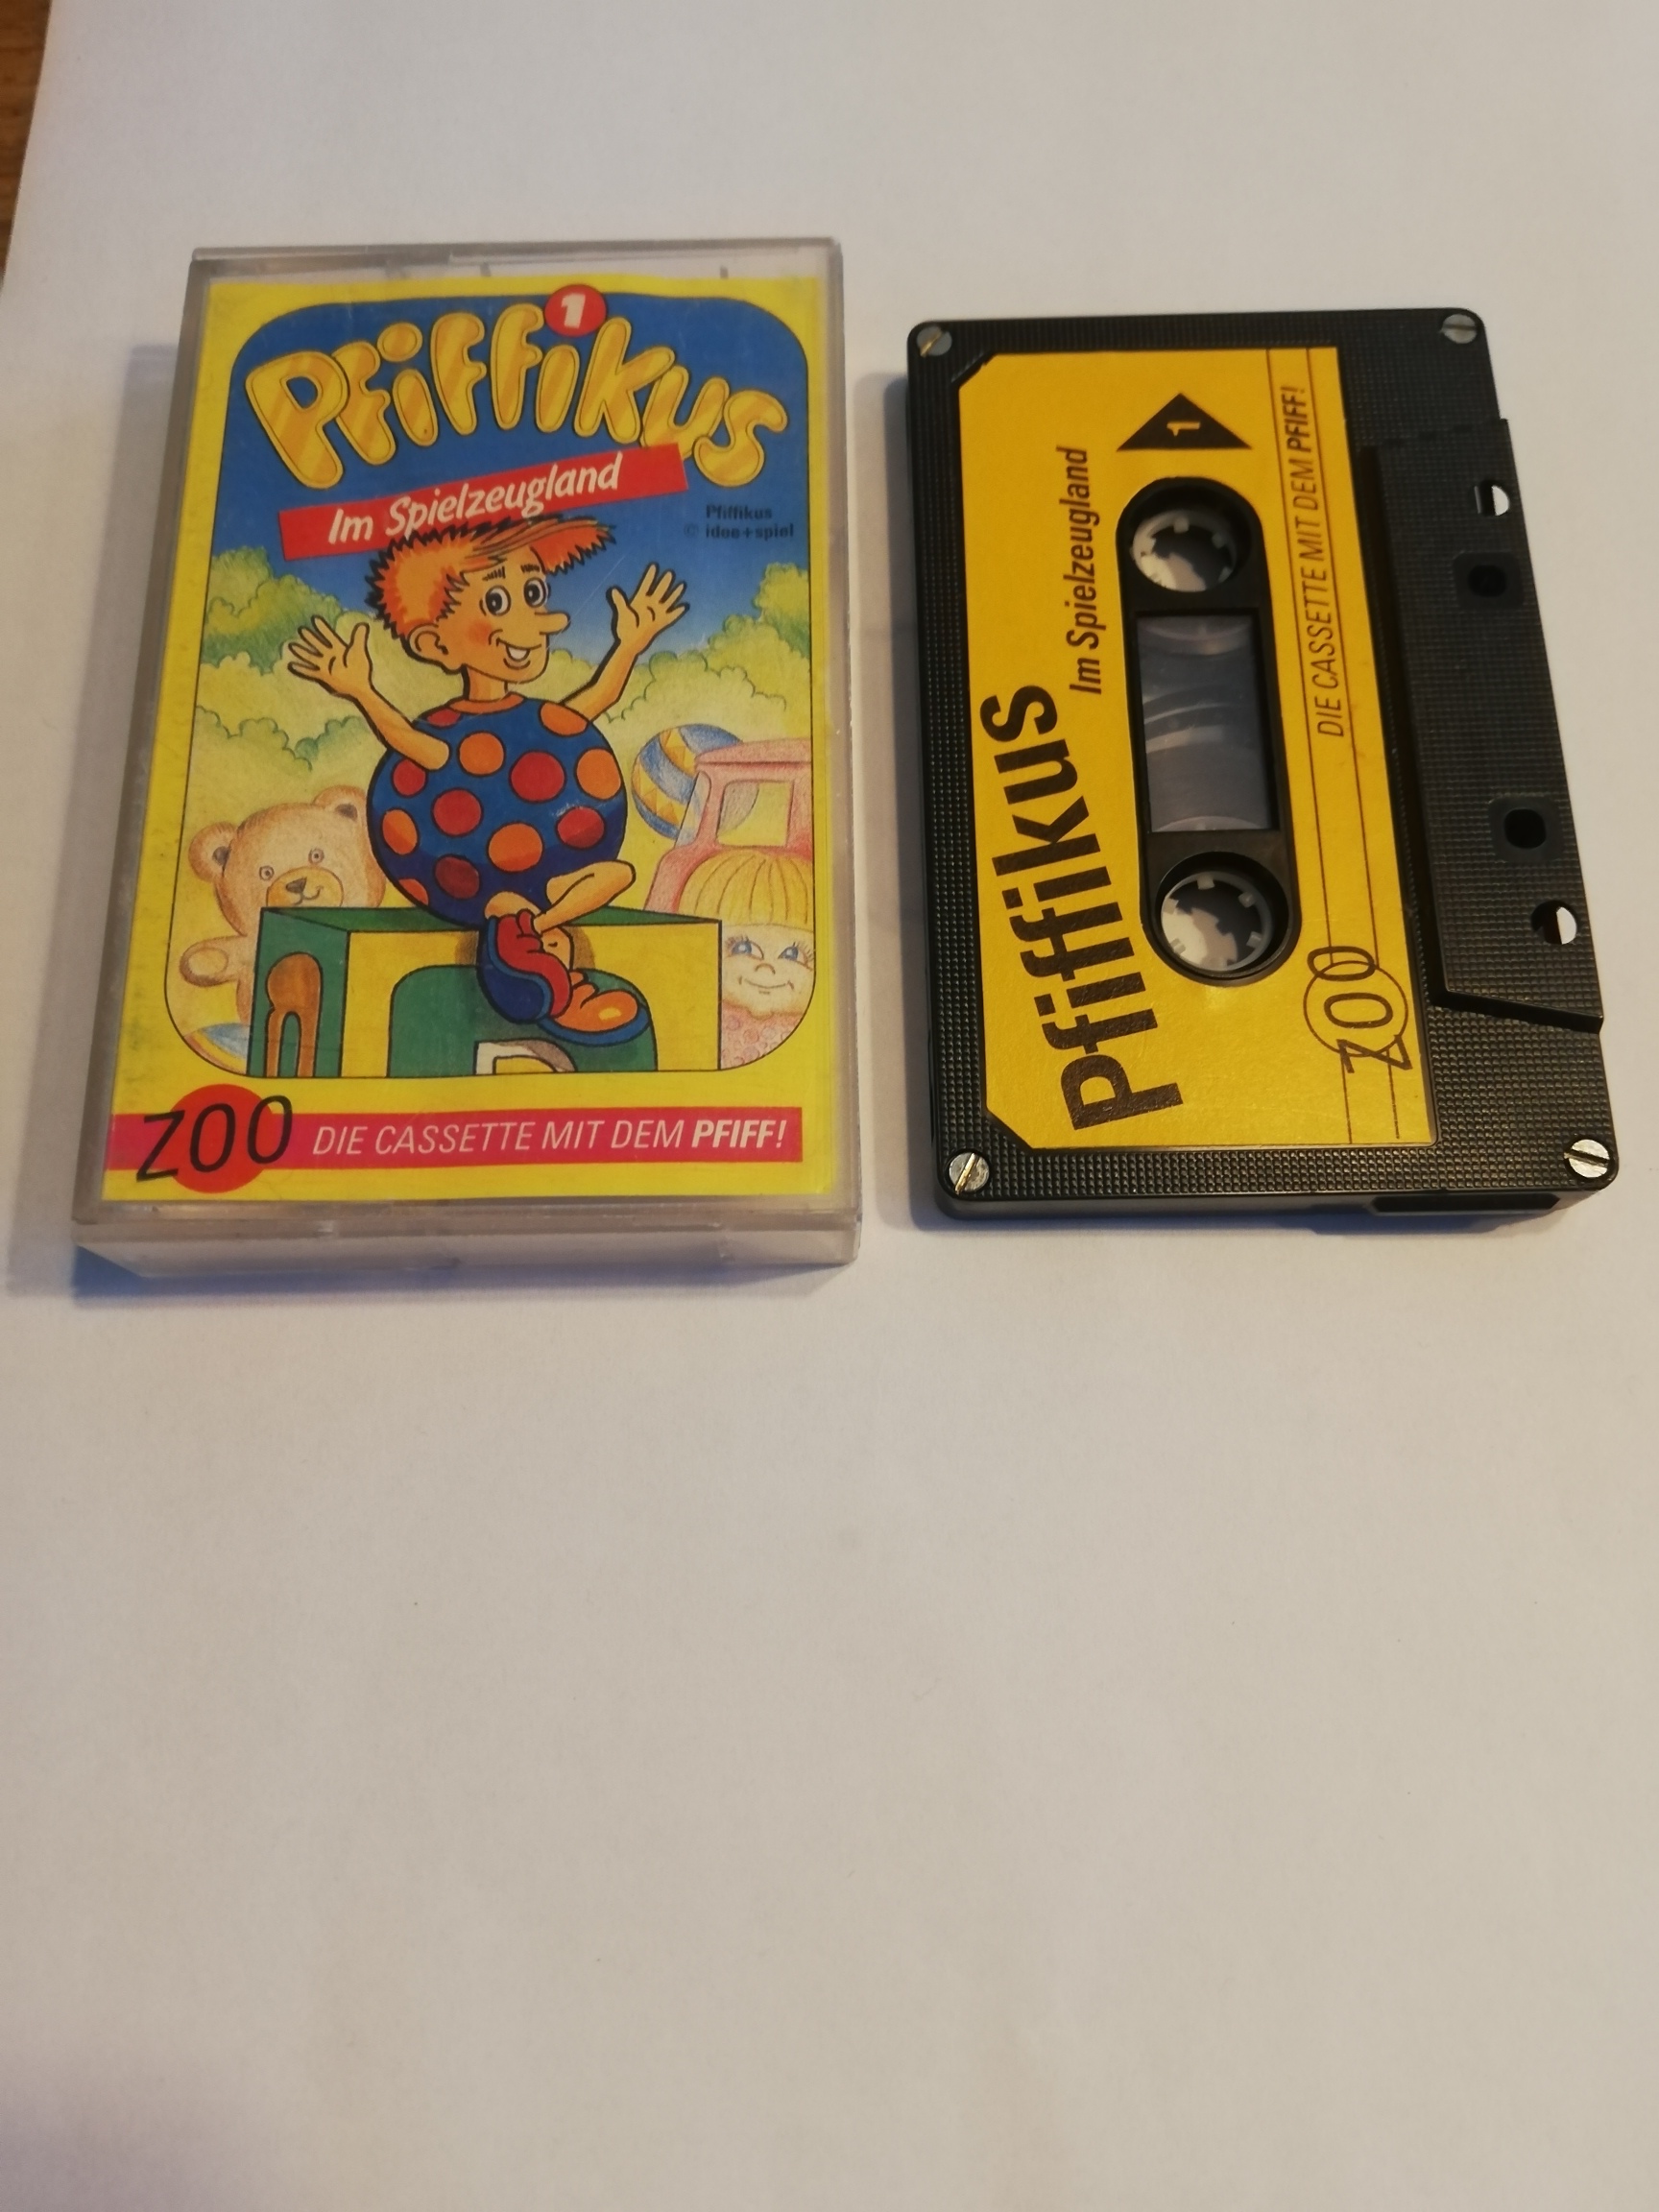 1
Pfiffikus
Im Spielzeugland
Pfiffikus
© idee+spiel
ZOO DIE CASSETTE MIT DEM PFIFF!
Pfiffikus
Im Spielzeugland
1
ZOO DIE CASSETTE MIT DEM PFIFF!